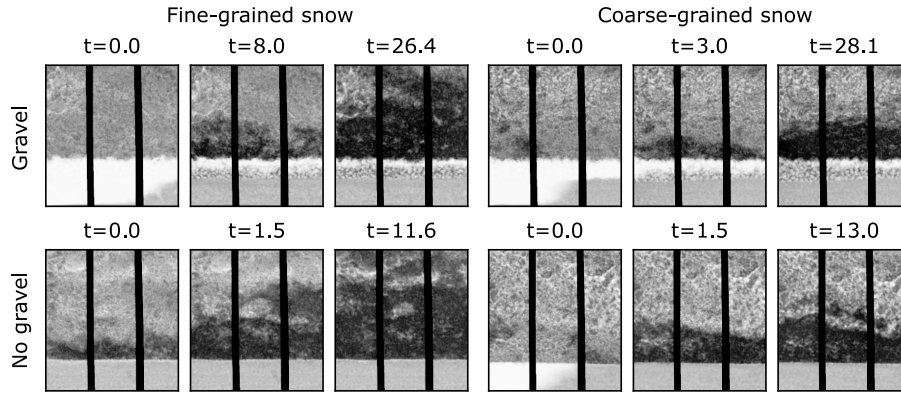 Fine-grained snow Coarse-grained snow
t=0.0 t=8.0 t=26.4 t=0.0 t=3.0 t=28.1
Gravel
t=0.0 t=1.5 t=11.6 t=0.0 t=1.5 t=13.0
No gravel